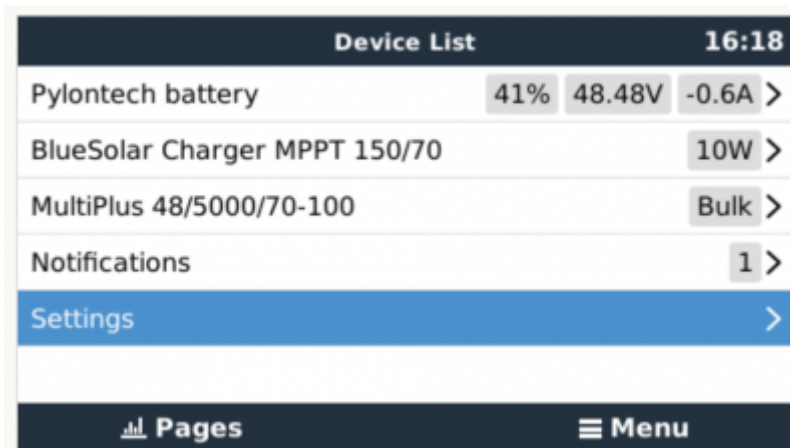 Device List 16:18
Pylontech battery 41% 48.48V -0.6A
BlueSolar Charger MPPT 150/70 10W
MultiPlus 48/5000/70-100 Bulk
Notifications 1
Settings
Pages Menu